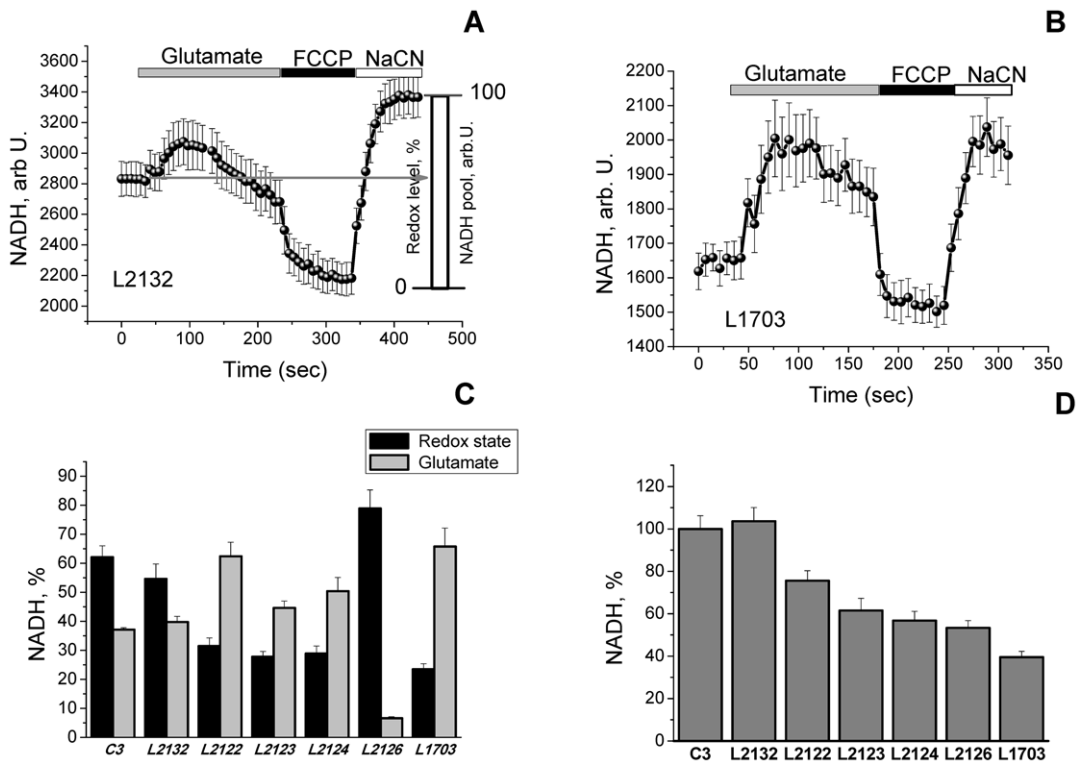 A
Glutamate FCCP NaCN
3600
3400
3200
3000
2800
2600
2400
2200
2000
NADH, arb U.
100
Redox level, %
NADH pool, arb.U.
0
L2132
0 100 200 300 400 500
Time (sec)
B
Glutamate FCCP NaCN
2200
2100
2000
1900
1800
1700
1600
1500
1400
NADH, arb. U.
L1703
0 50 100 150 200 250 300 350
Time (sec)
C
Redox state
Glutamate
90
80
70
60
50
40
30
20
10
0
NADH, %
C3 L2132 L2122 L2123 L2124 L2126 L1703
D
120
100
80
60
40
20
0
NADH, %
C3 L2132 L2122 L2123 L2124 L2126 L1703